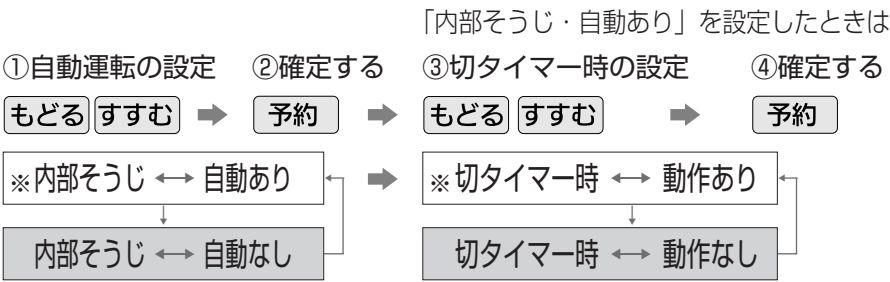 「内部そうじ・自動あり」を設定したときは
①自動運転の設定 ②確定する ③切タイマー時の設定 ④確定する
もどる すすむ ➡ 予約 ➡ もどる すすむ ➡ 予約
※内部そうじ ⟷ 自動あり ➡ ※切タイマー時 ⟷ 動作あり
内部そうじ ⟷ 自動なし 切タイマー時 ⟷ 動作なし